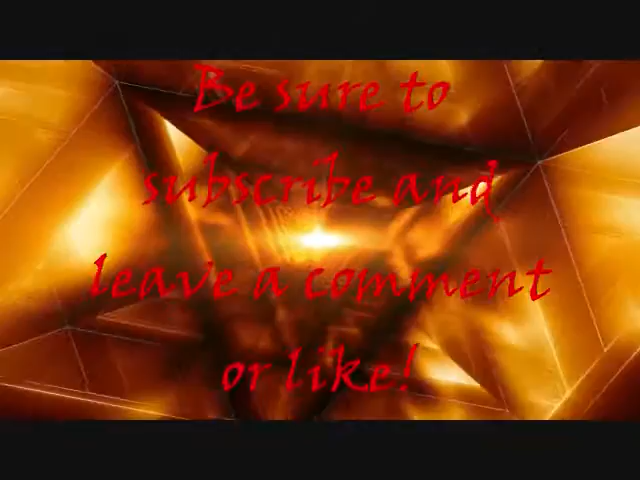 Be sure to
subscribe and
leave a comment
or like!